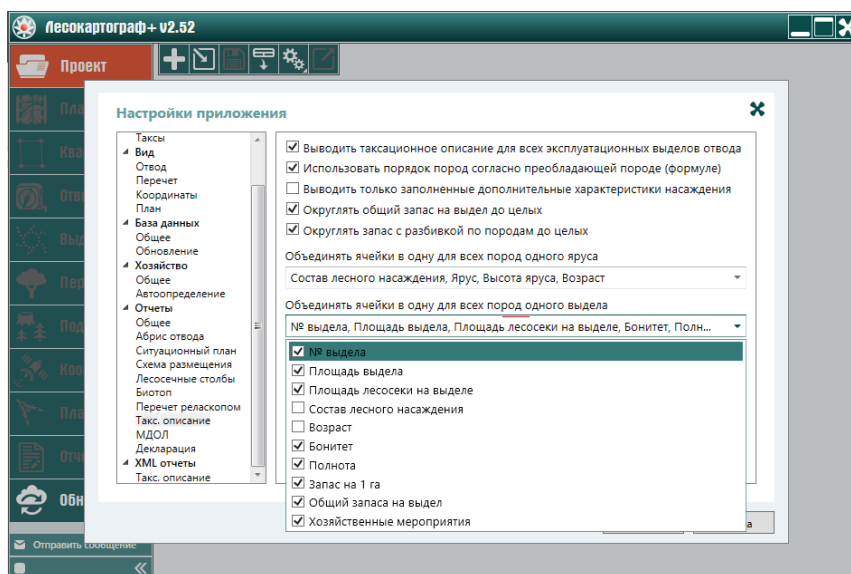 Лесокартограф+ v2.52
Проект
Настройки приложения
Таксы
Вид
Отвод
Перечет
Координаты
План
База данных
Общее
Обновление
Хозяйство
Общее
Автоопределение
Отчеты
Общее
Абрис отвода
Ситуационный план
Схема размещения
Лесосечные столбы
Биотоп
Перечет реласкопом
Такс. описание
МДОЛ
Декларация
XML отчеты
Такс. описание
Выводить таксационное описание для всех эксплуатационных выделов отвода
Использовать порядок пород согласно преобладающей породе (формуле)
Выводить только заполненные дополнительные характеристики насаждения
Округлять общий запас на выдел до целых
Округлять запас с разбивкой по породам до целых
Объединять ячейки в одну для всех пород одного яруса
Состав лесного насаждения, Ярус, Высота яруса, Возраст
Объединять ячейки в одну для всех пород одного выдела
№ выдела, Площадь выдела, Площадь лесосеки на выделе, Бонитет, Полн...
№ выдела
Площадь выдела
Площадь лесосеки на выделе
Состав лесного насаждения
Возраст
Бонитет
Полнота
Запас на 1 га
Общий запаса на выдел
Хозяйственные мероприятия
Отправить сообщение